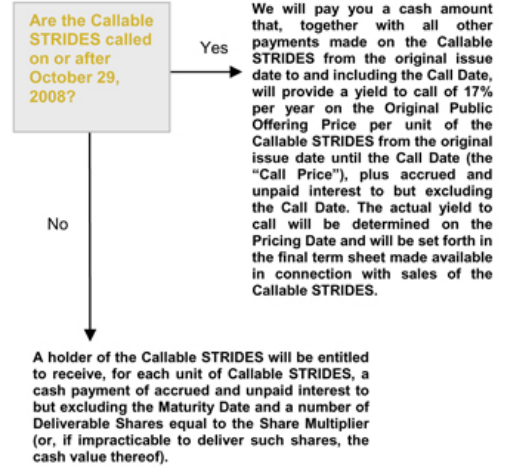 Are the Callable
STRIDES called
on or after
October 29,
2008?
Yes
We will pay you a cash amount
that, together with all other
payments made on the Callable
STRIDES from the original issue
date to and including the Call Date,
will provide a yield to call of 17%
per year on the Original Public
Offering Price per unit of the
Callable STRIDES from the original
issue date until the Call Date (the
“Call Price”), plus accrued and
unpaid interest to but excluding
the Call Date. The actual yield to
call will be determined on the
Pricing Date and will be set forth in
the final term sheet made available
in connection with sales of the
Callable STRIDES.
No
A holder of the Callable STRIDES will be entitled
to receive, for each unit of Callable STRIDES, a
cash payment of accrued and unpaid interest to
but excluding the Maturity Date and a number of
Deliverable Shares equal to the Share Multiplier
(or, if impracticable to deliver such shares, the
cash value thereof).